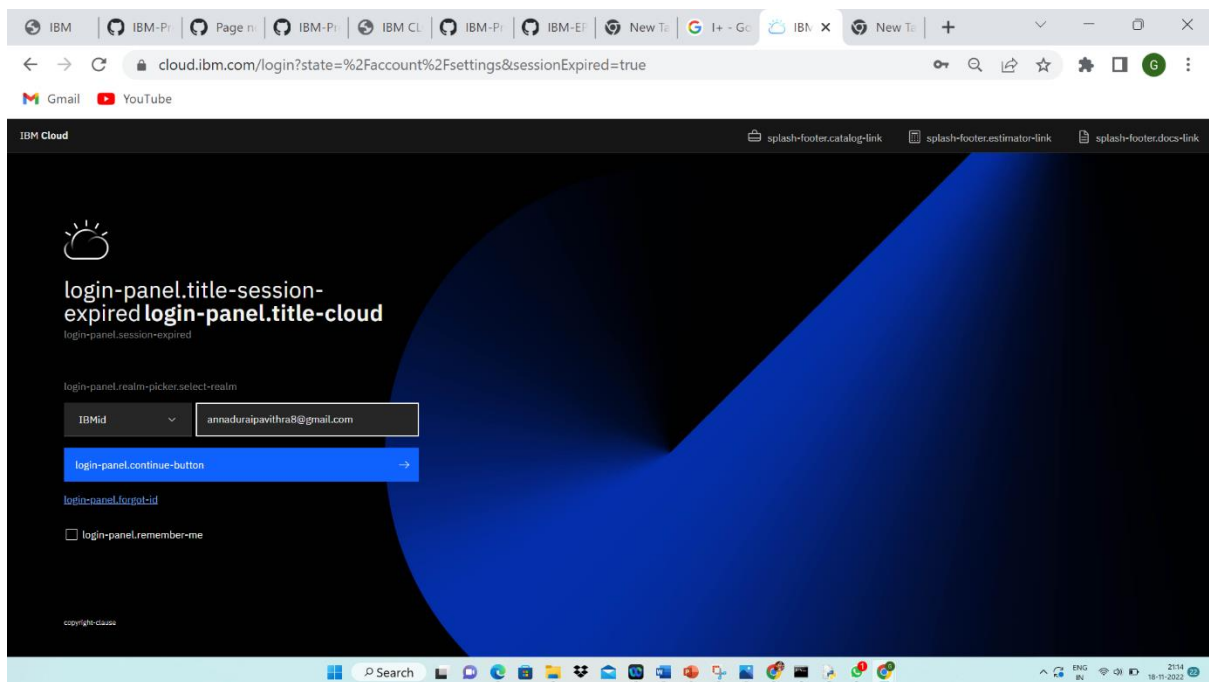 IBM IBM-Pr Page n IBM-Pr IBM CL IBM-Pr IBM-EP New Ta I+ - Go IBM New Ta
cloud.ibm.com/login?state=%2Faccount%2Fsettings&sessionExpired=true G
Gmail YouTube
IBM Cloud splash-footer.catalog-link splash-footer.estimator-link splash-footer.docs-link
login-panel.title-session-
expired login-panel.title-cloud
login-panel.session-expired
login-panel.realm-picker.select-realm
IBMid annaduraipavithra8@gmail.com
login-panel.continue-button
login-panel.forgot-id
login-panel.remember-me
copyright-clause
Search ENG 21:14
IN 18-11-2022